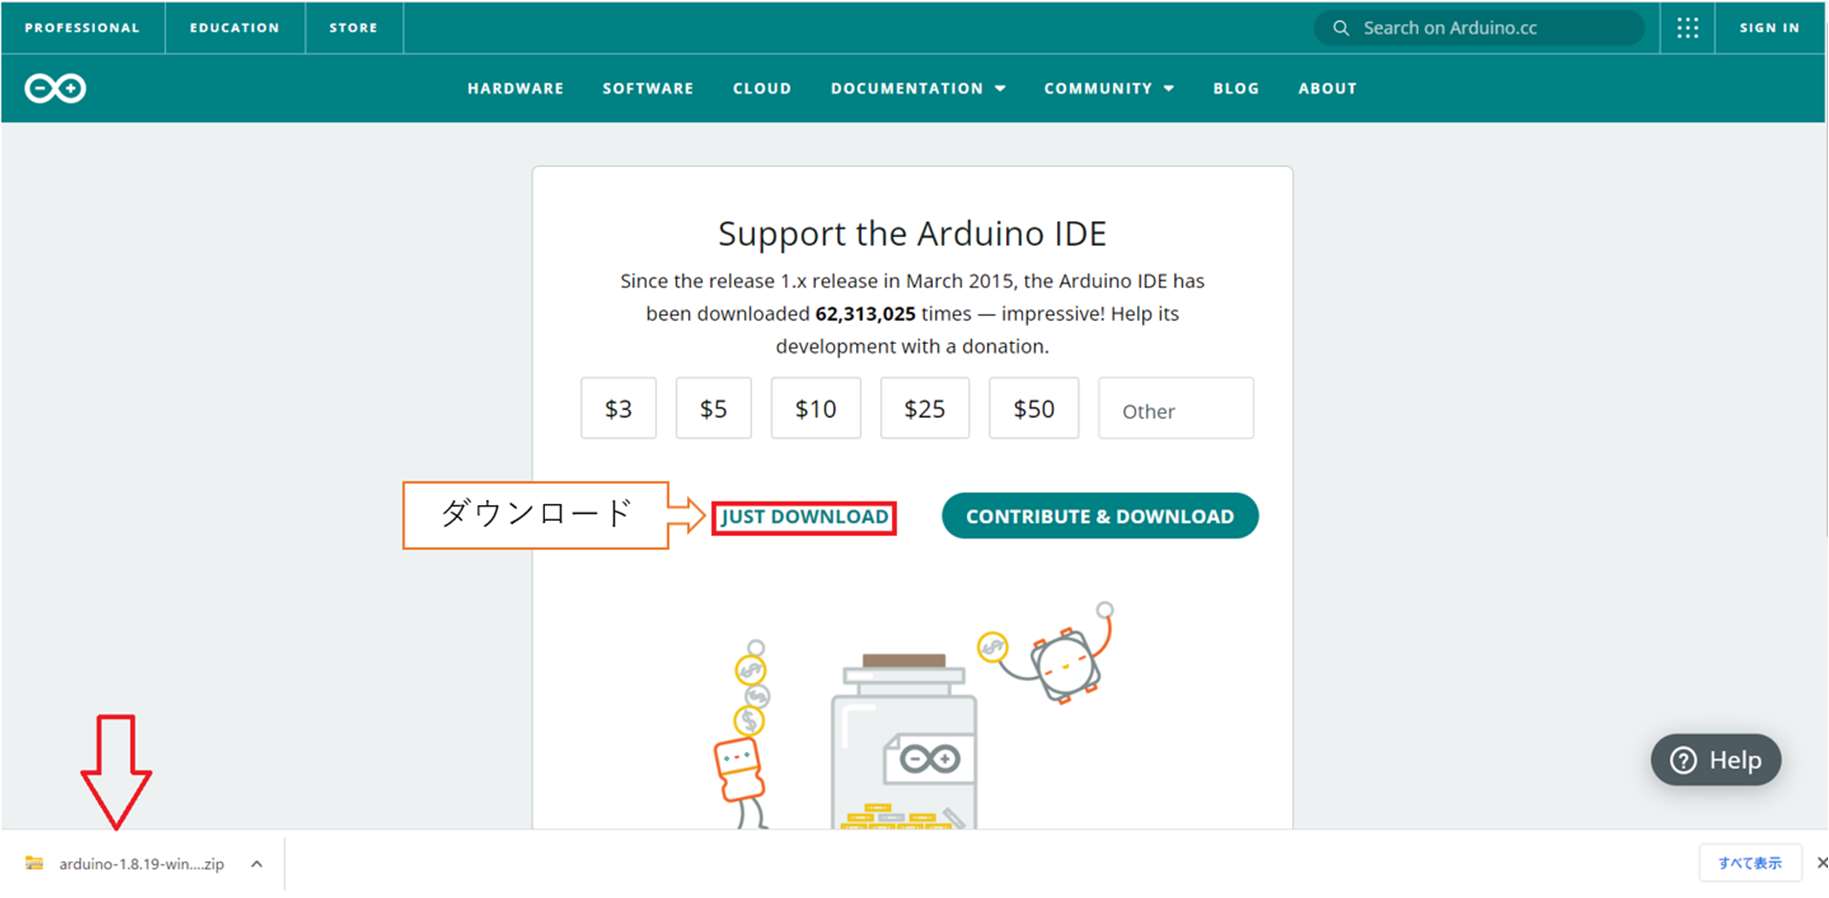 PROFESSIONAL
EDUCATION
STORE
Search on Arduino.cc
SIGN IN
HARDWARE
SOFTWARE
CLOUD
DOCUMENTATION
COMMUNITY
BLOG
ABOUT
Support the Arduino IDE
Since the release 1.x release in March 2015, the Arduino IDE has
been downloaded 62,313,025 times — impressive! Help its
development with a donation.
$3
$5
$10
$25
$50
Other
ダウンロード
JUST DOWNLOAD
CONTRIBUTE & DOWNLOAD
Help
arduino-1.8.19-win....zip
すべて表示